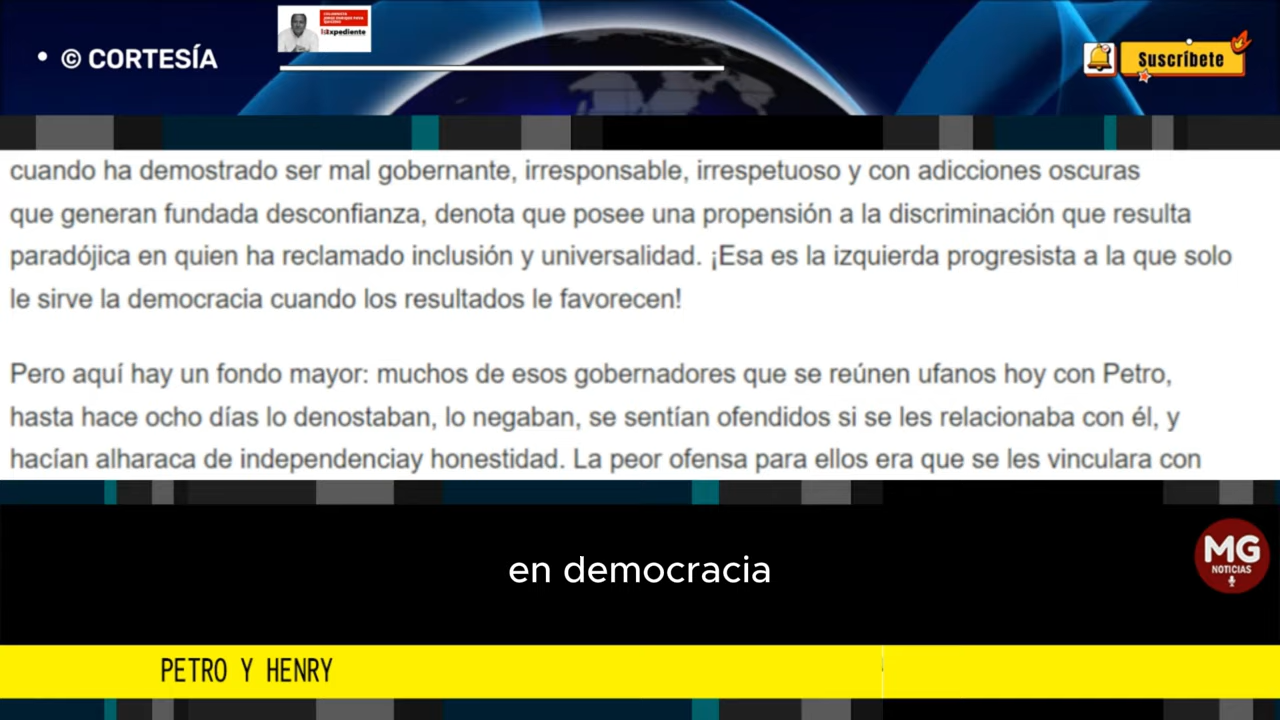 • © CORTESÍA
Expediente
Suscríbete
cuando ha demostrado ser mal gobernante, irresponsable, irrespetuoso y con adicciones oscuras
que generan fundada desconfianza, denota que posee una propensión a la discriminación que resulta
paradójica en quien ha reclamado inclusión y universalidad. ¡Esa es la izquierda progresista a la que solo
le sirve la democracia cuando los resultados le favorecen!
Pero aquí hay un fondo mayor: muchos de esos gobernadores que se reúnen ufanos hoy con Petro,
hasta hace ocho días lo denostaban, lo negaban, se sentían ofendidos si se les relacionaba con él, y
hacían alharaca de independenciay honestidad. La peor ofensa para ellos era que se les vinculara con
en democracia
MG
NOTICIAS
PETRO Y HENRY